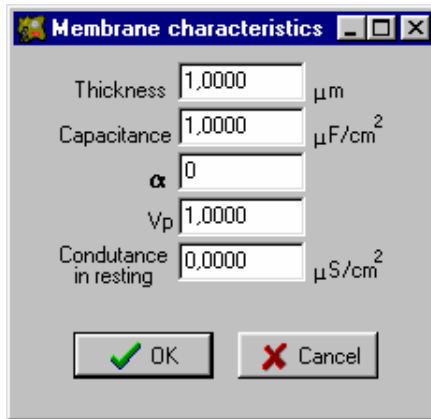 Membrane characteristics
Thickness 1,0000 μm
Capacitance 1,0000 μF/cm²
α 0
Vp 1,0000
Condutance
in resting 0,0000 μS/cm²
OK Cancel